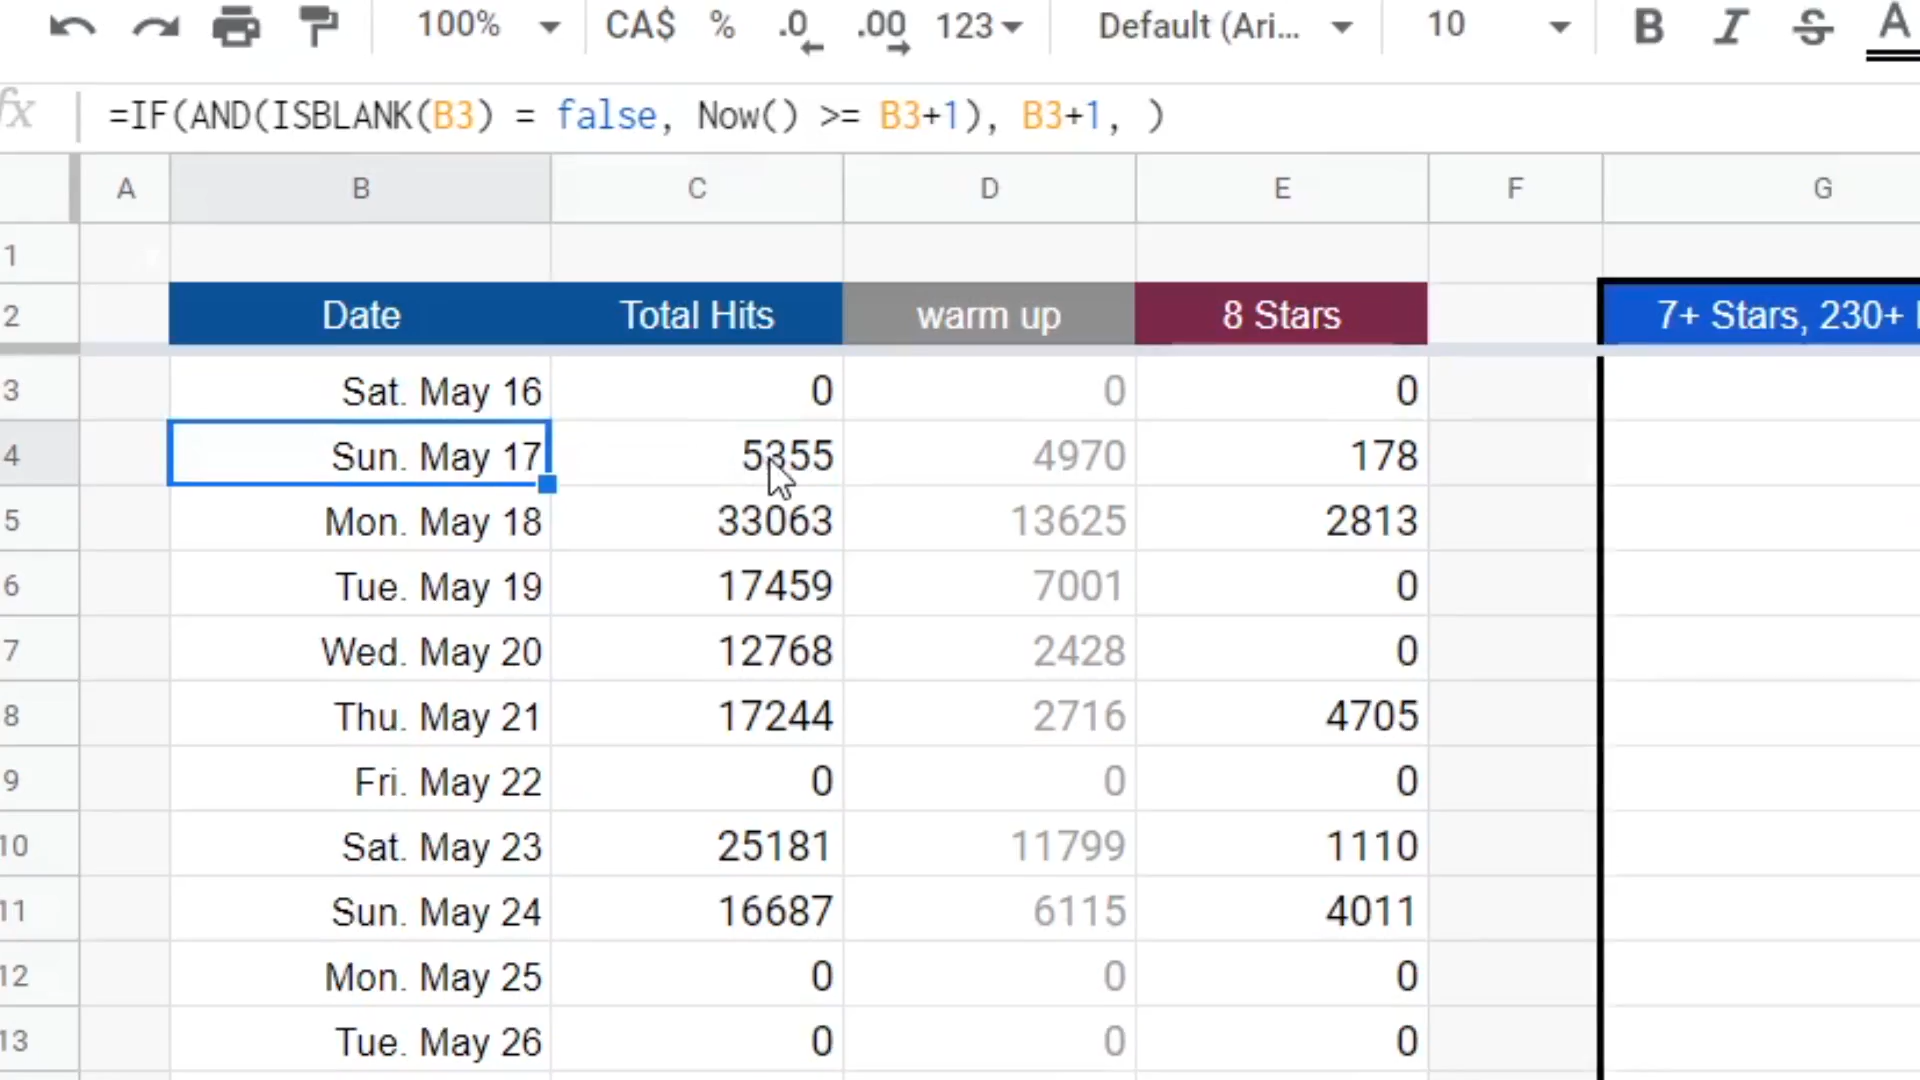 100% CA$ % .0 .00 123 Default (Ari... 10 B I S A
fx =IF(AND(ISBLANK(B3) = false, Now() >= B3+1), B3+1, )
A B C D E F G
1
2 Date Total Hits warm up 8 Stars 7+ Stars, 230+
3 Sat. May 16 0 0 0
4 Sun. May 17 5355 4970 178
5 Mon. May 18 33063 13625 2813
6 Tue. May 19 17459 7001 0
7 Wed. May 20 12768 2428 0
8 Thu. May 21 17244 2716 4705
9 Fri. May 22 0 0 0
10 Sat. May 23 25181 11799 1110
11 Sun. May 24 16687 6115 4011
12 Mon. May 25 0 0 0
13 Tue. May 26 0 0 0